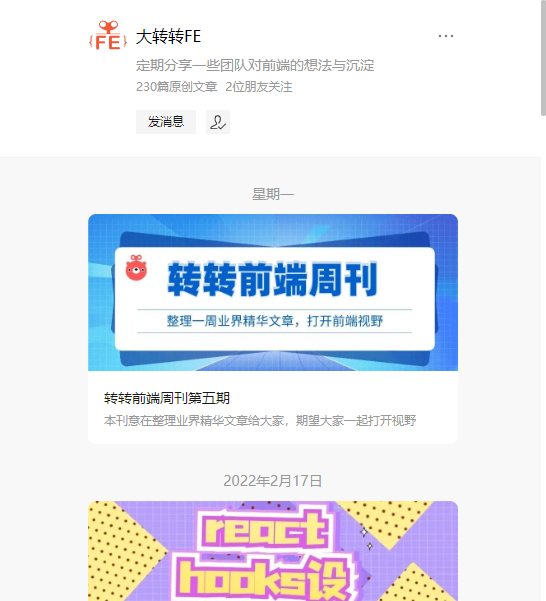 FE
大转转FE
定期分享一些团队对前端的想法与沉淀
230篇原创文章 2位朋友关注
发消息
星期一
转转前端周刊
整理一周业界精华文章，打开前端视野
转转前端周刊第五期
本刊意在整理业界精华文章给大家，期望大家一起打开视野
2022年2月17日
react
hooks设